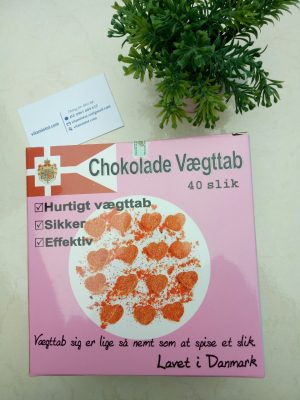 Chokolade Vægttab
40 slik
Hurtigt vægttab
Sikker
Effektiv
Vægttab sig er lige så nemt som at spise et slik.
Lavet i Danmark